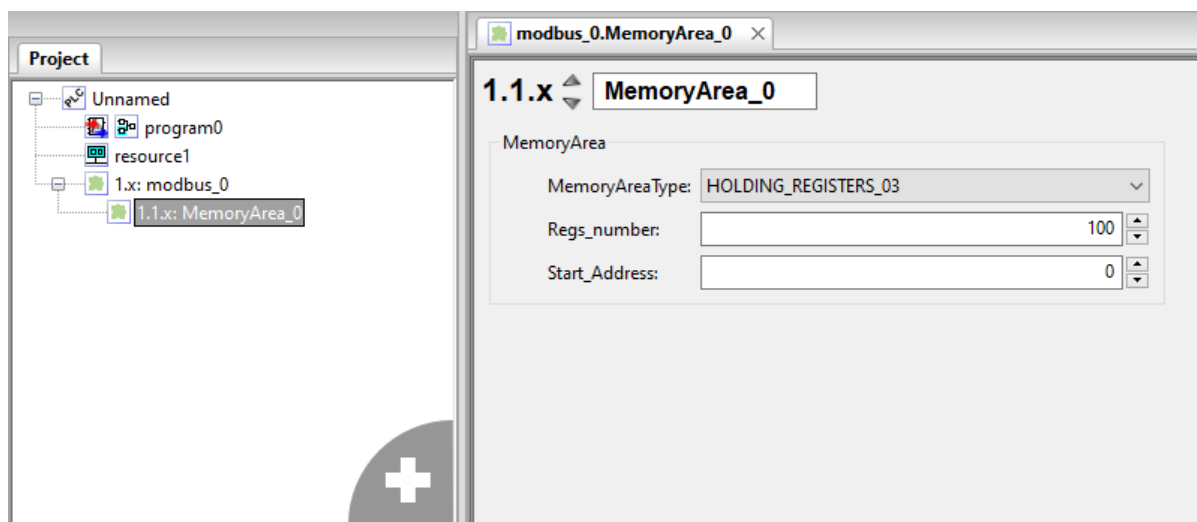 Project
Unnamed
program0
resource1
1.x: modbus_0
1.1.x: MemoryArea_0
modbus_0.MemoryArea_0
1.1.x MemoryArea_0
MemoryArea
MemoryAreaType: HOLDING_REGISTERS_03
Regs_number: 100
Start_Address: 0